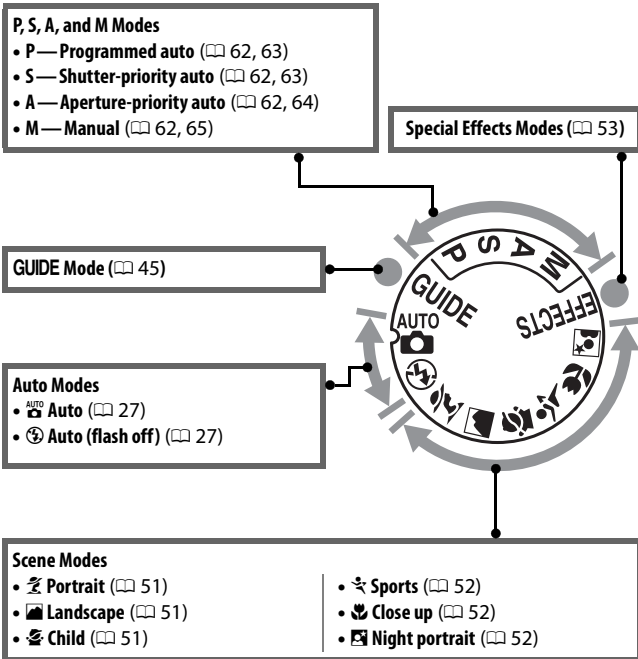 P, S, A, and M Modes
• P—Programmed auto (📖 62, 63)
• S—Shutter-priority auto (📖 62, 63)
• A—Aperture-priority auto (📖 62, 64)
• M—Manual (📖 62, 65)
Special Effects Modes (📖 53)
GUIDE Mode (📖 45)
P S A M
GUIDE
AUTO
EFFECTS
Auto Modes
• AUTO Auto (📖 27)
• Auto (flash off) (📖 27)
Scene Modes
• Portrait (📖 51)
• Landscape (📖 51)
• Child (📖 51)
• Sports (📖 52)
• Close up (📖 52)
• Night portrait (📖 52)